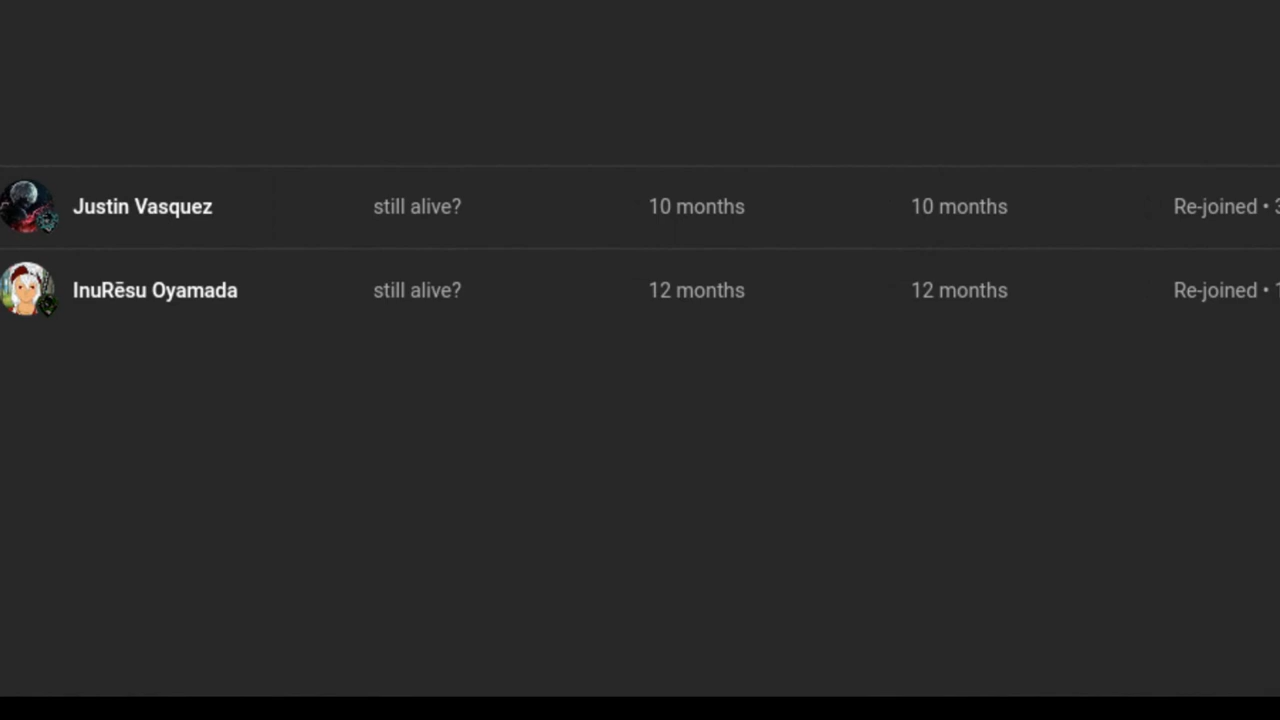 Justin Vasquez still alive? 10 months 10 months Re-joined •
InuRēsu Oyamada still alive? 12 months 12 months Re-joined •